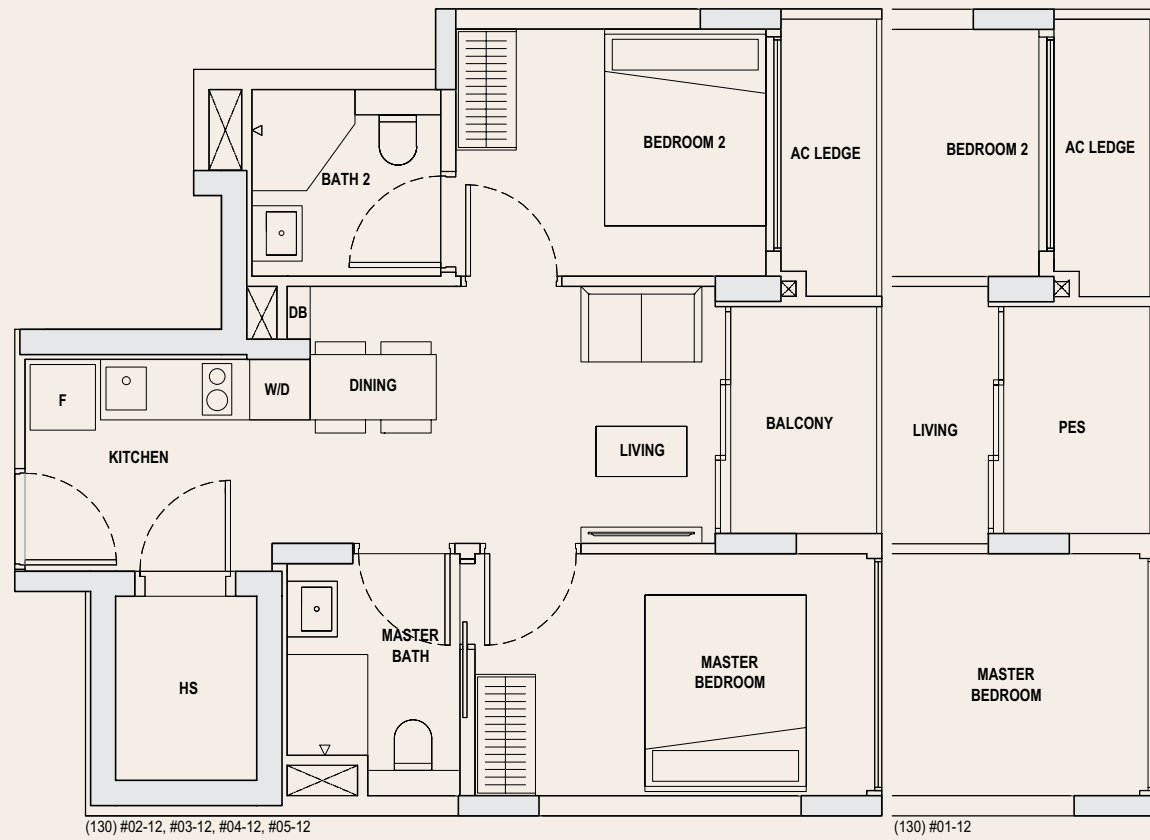 BEDROOM 2
AC LEDGE
BATH 2
DB
F
W/D
DINING
BALCONY
LIVING
KITCHEN
MASTER
BATH
MASTER
BEDROOM
HS
(130) #02-12, #03-12, #04-12, #05-12
BEDROOM 2
AC LEDGE
LIVING
PES
MASTER
BEDROOM
(130) #01-12